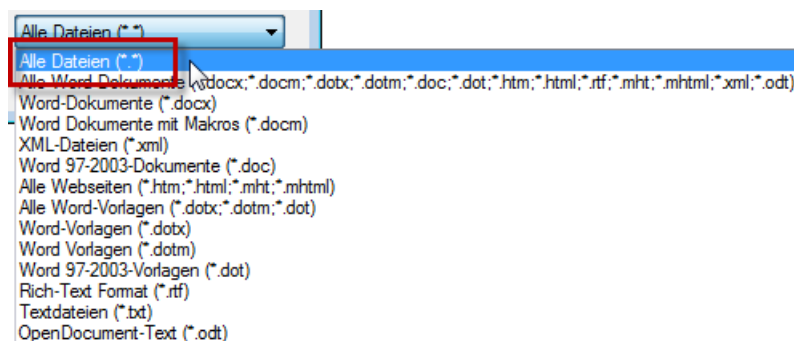 Alle Dateien (*.*)
Alle Dateien (*.*)
Alle Word-Dokumente (*.docx;*.docm;*.dotx;*.dotm;*.doc;*.dot;*.htm;*.html;*.rtf;*.mht;*.mhtml;*.xml;*.odt)
Word-Dokumente (*.docx)
Word Dokumente mit Makros (*.docm)
XML-Dateien (*.xml)
Word 97-2003-Dokumente (*.doc)
Alle Webseiten (*.htm;*.html;*.mht;*.mhtml)
Alle Word-Vorlagen (*.dotx;*.dotm;*.dot)
Word-Vorlagen (*.dotx)
Word Vorlagen (*.dotm)
Word 97-2003-Vorlagen (*.dot)
Rich-Text Format (*.rtf)
Textdateien (*.txt)
OpenDocument-Text (*.odt)